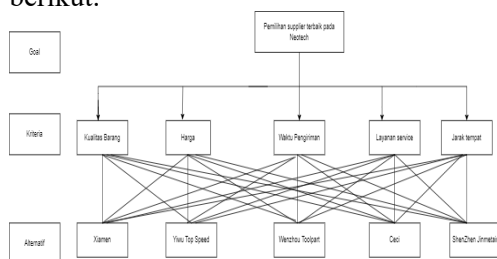 berikut:
Pemilihan supplier terbaik pada
Neotech
Goal
Kriteria
Kualitas Barang
Harga
Waktu Pengiriman
Layanan service
Jarak tempat
Alternatif
Xiamen
Yiwu Top Speed
Wenzhou Toolpart
Ceci
ShenZhen Jinmetain